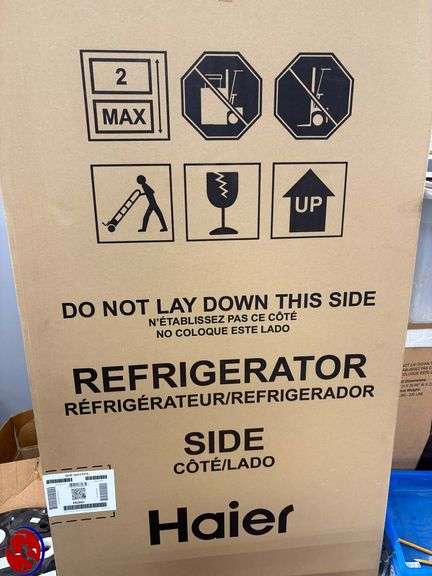 2
MAX
UP
DO NOT LAY DOWN THIS SIDE
N'ÉTABLISSEZ PAS CE CÔTÉ
NO COLOQUE ESTE LADO
REFRIGERATOR
RÉFRIGÉRATEUR/REFRIGERADOR
SIDE
CÔTÉ/LADO
Haier